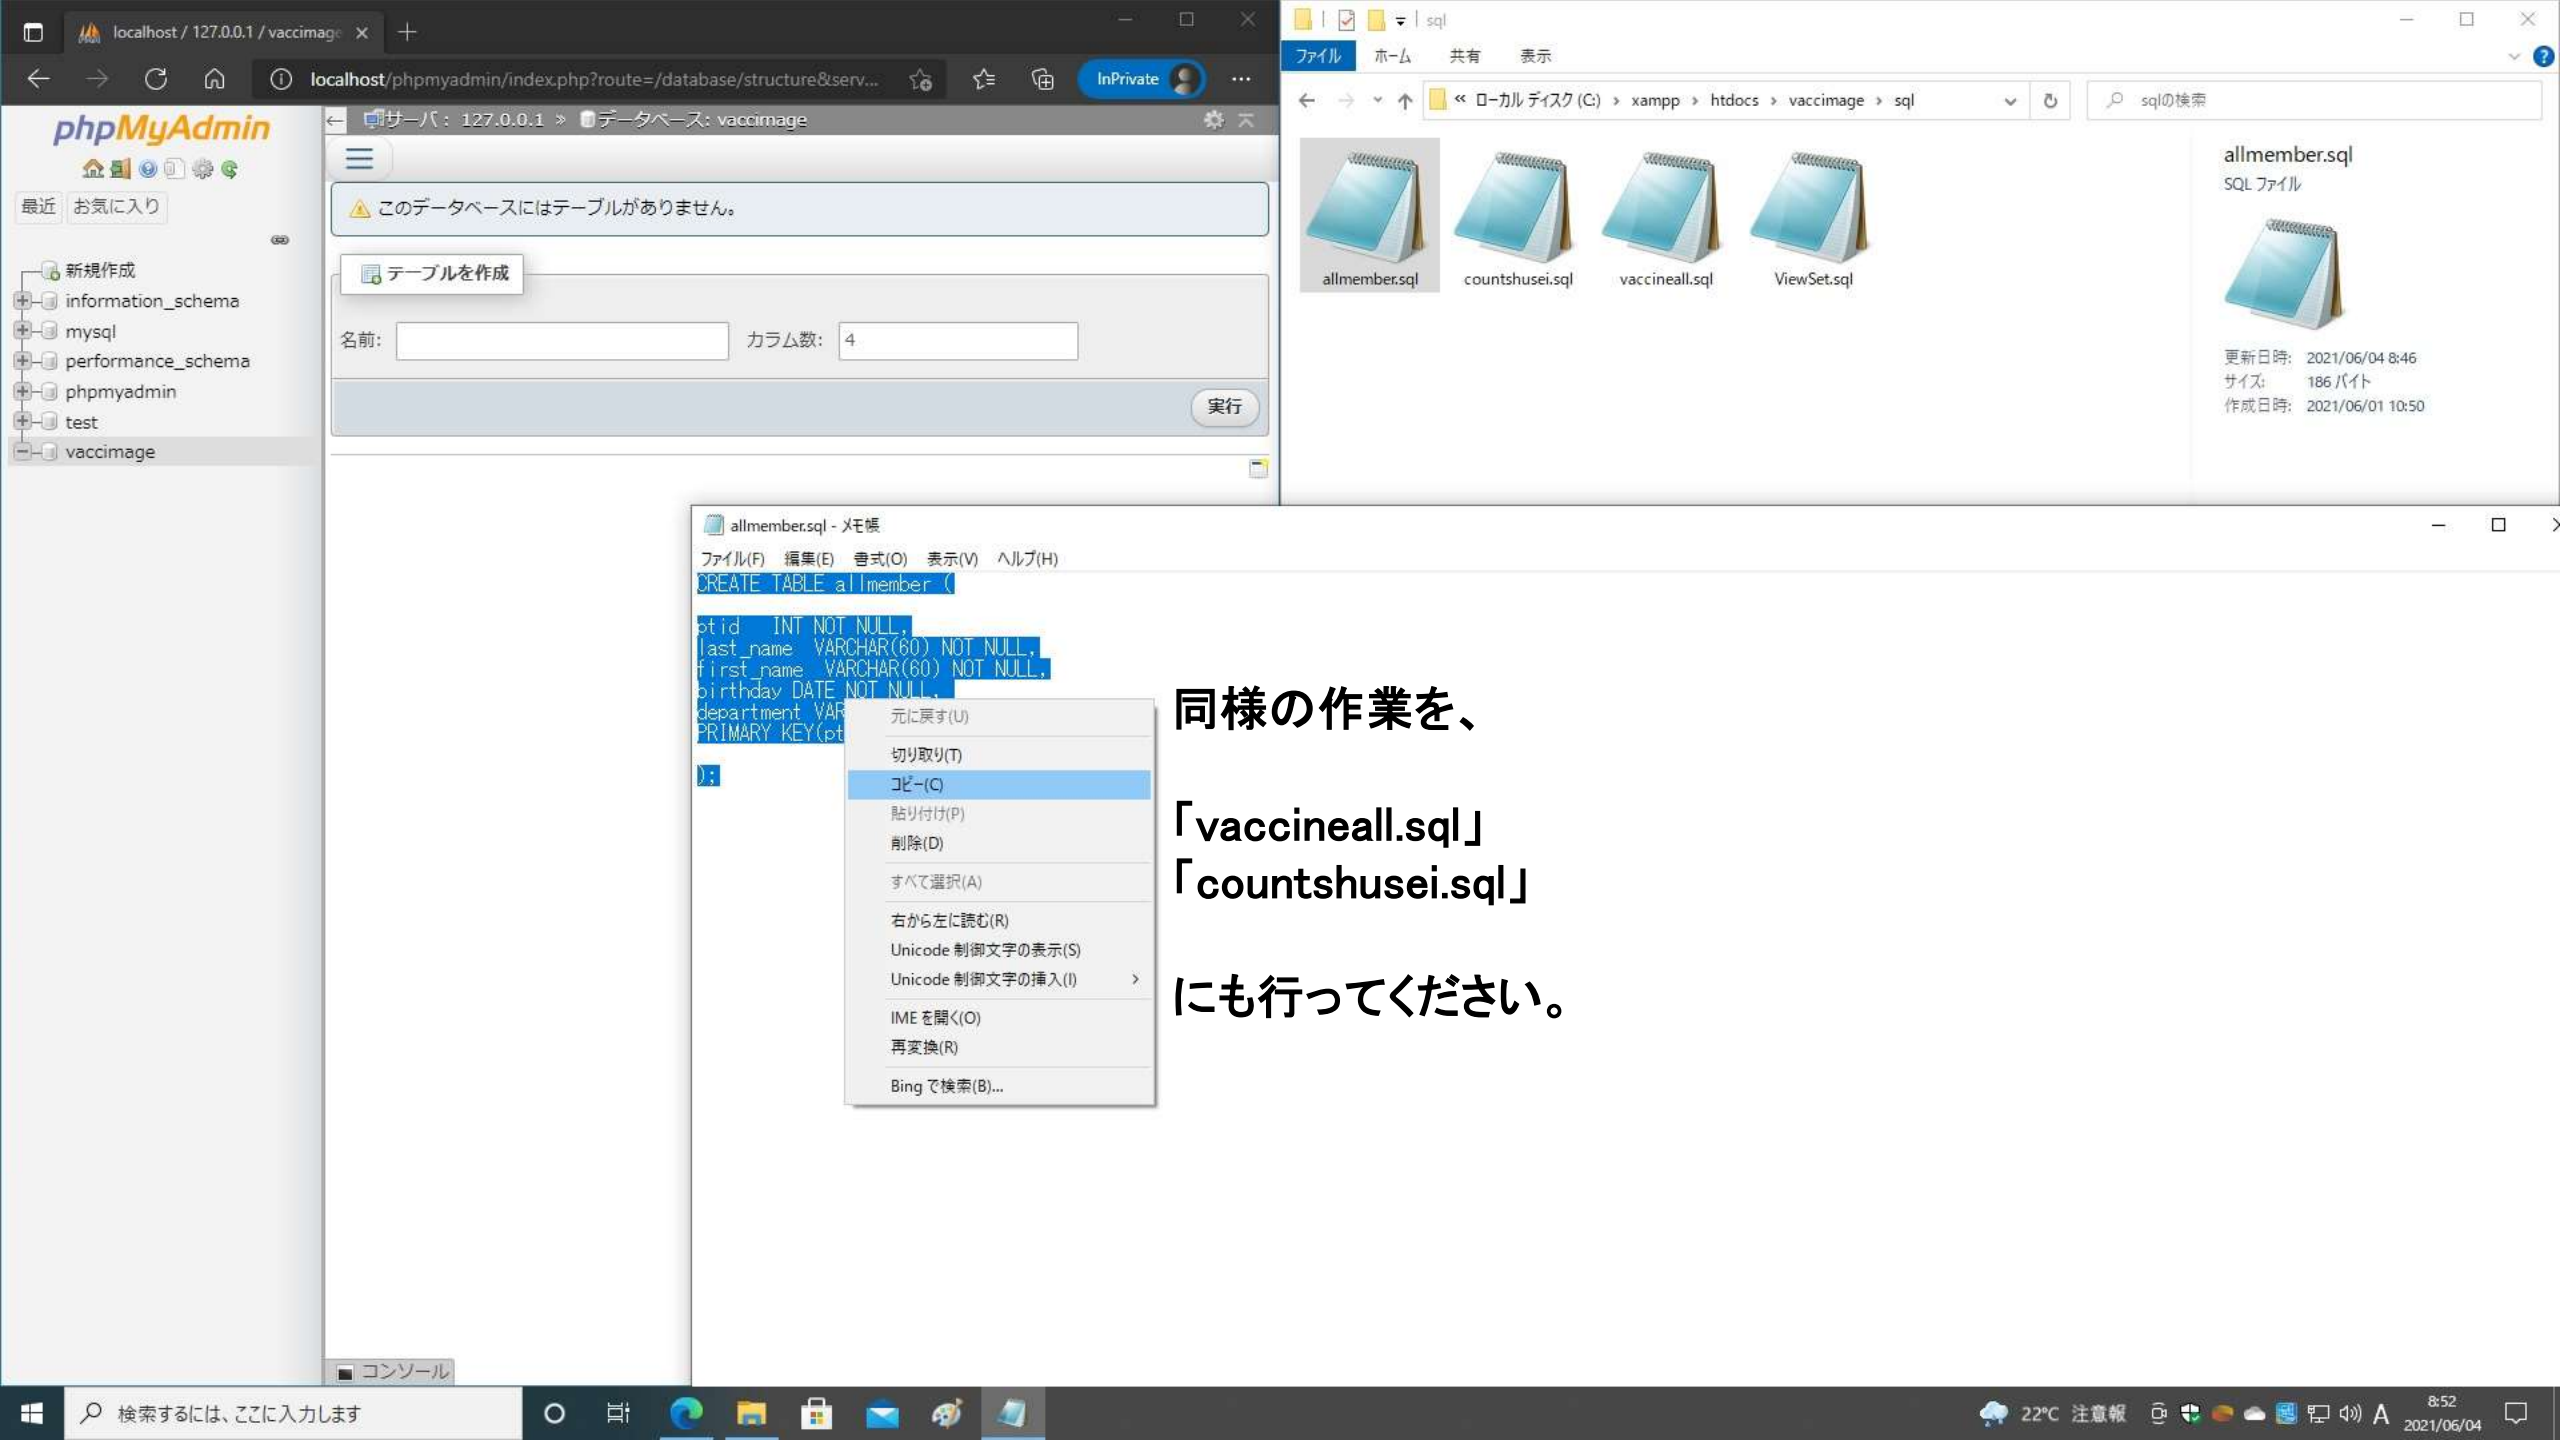 localhost / 127.0.0.1 / vaccimage
localhost/phpmyadmin/index.php?route=/database/structure&serv...
InPrivate
phpMyAdmin
最近 お気に入り
新規作成
information_schema
mysql
performance_schema
phpmyadmin
test
vaccimage
サーバ: 127.0.0.1 » データベース: vaccimage
このデータベースにはテーブルがありません。
テーブルを作成
名前:
カラム数: 4
実行
コンソール
sql
ファイル ホーム 共有 表示
« ローカル ディスク (C:) › xampp › htdocs › vaccimage › sql
sqlの検索
allmember.sql
countshusei.sql
vaccineall.sql
ViewSet.sql
allmember.sql
SQL ファイル
更新日時: 2021/06/04 8:46
サイズ: 186 バイト
作成日時: 2021/06/01 10:50
allmember.sql - メモ帳
ファイル(F) 編集(E) 書式(O) 表示(V) ヘルプ(H)
CREATE TABLE allmember (
ptid INT NOT NULL,
last_name VARCHAR(60) NOT NULL,
first_name VARCHAR(60) NOT NULL,
birthday DATE NOT NULL,
department VAR
PRIMARY KEY(pt
);
元に戻す(U)
切り取り(T)
コピー(C)
貼り付け(P)
削除(D)
すべて選択(A)
右から左に読む(R)
Unicode 制御文字の表示(S)
Unicode 制御文字の挿入(I)
IME を開く(O)
再変換(R)
Bing で検索(B)...
同様の作業を、
「vaccineall.sql」
「countshusei.sql」
にも行ってください。
検索するには、ここに入力します
22℃ 注意報
A
8:52
2021/06/04